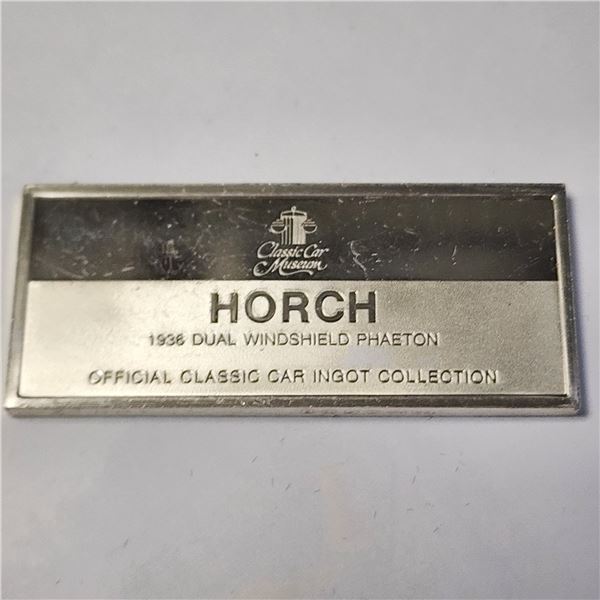 Classic Car
Museum
HORCH
1936 DUAL WINDSHIELD PHAETON
OFFICIAL CLASSIC CAR INGOT COLLECTION